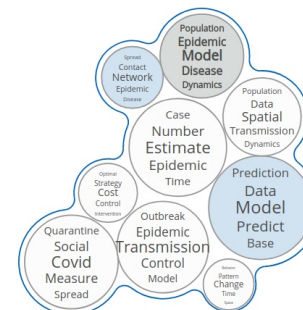 Population
Epidemic
Model
Disease
Dynamics
Spread
Contact
Network
Epidemic
Disease
Population
Data
Spatial
Transmission
Dynamics
Case
Number
Estimate
Epidemic
Time
Optimal
Strategy
Cost
Control
Intervention
Prediction
Data
Model
Predict
Base
Quarantine
Social
Covid
Measure
Spread
Outbreak
Epidemic
Transmission
Control
Model
Behavior
Pattern
Change
Time